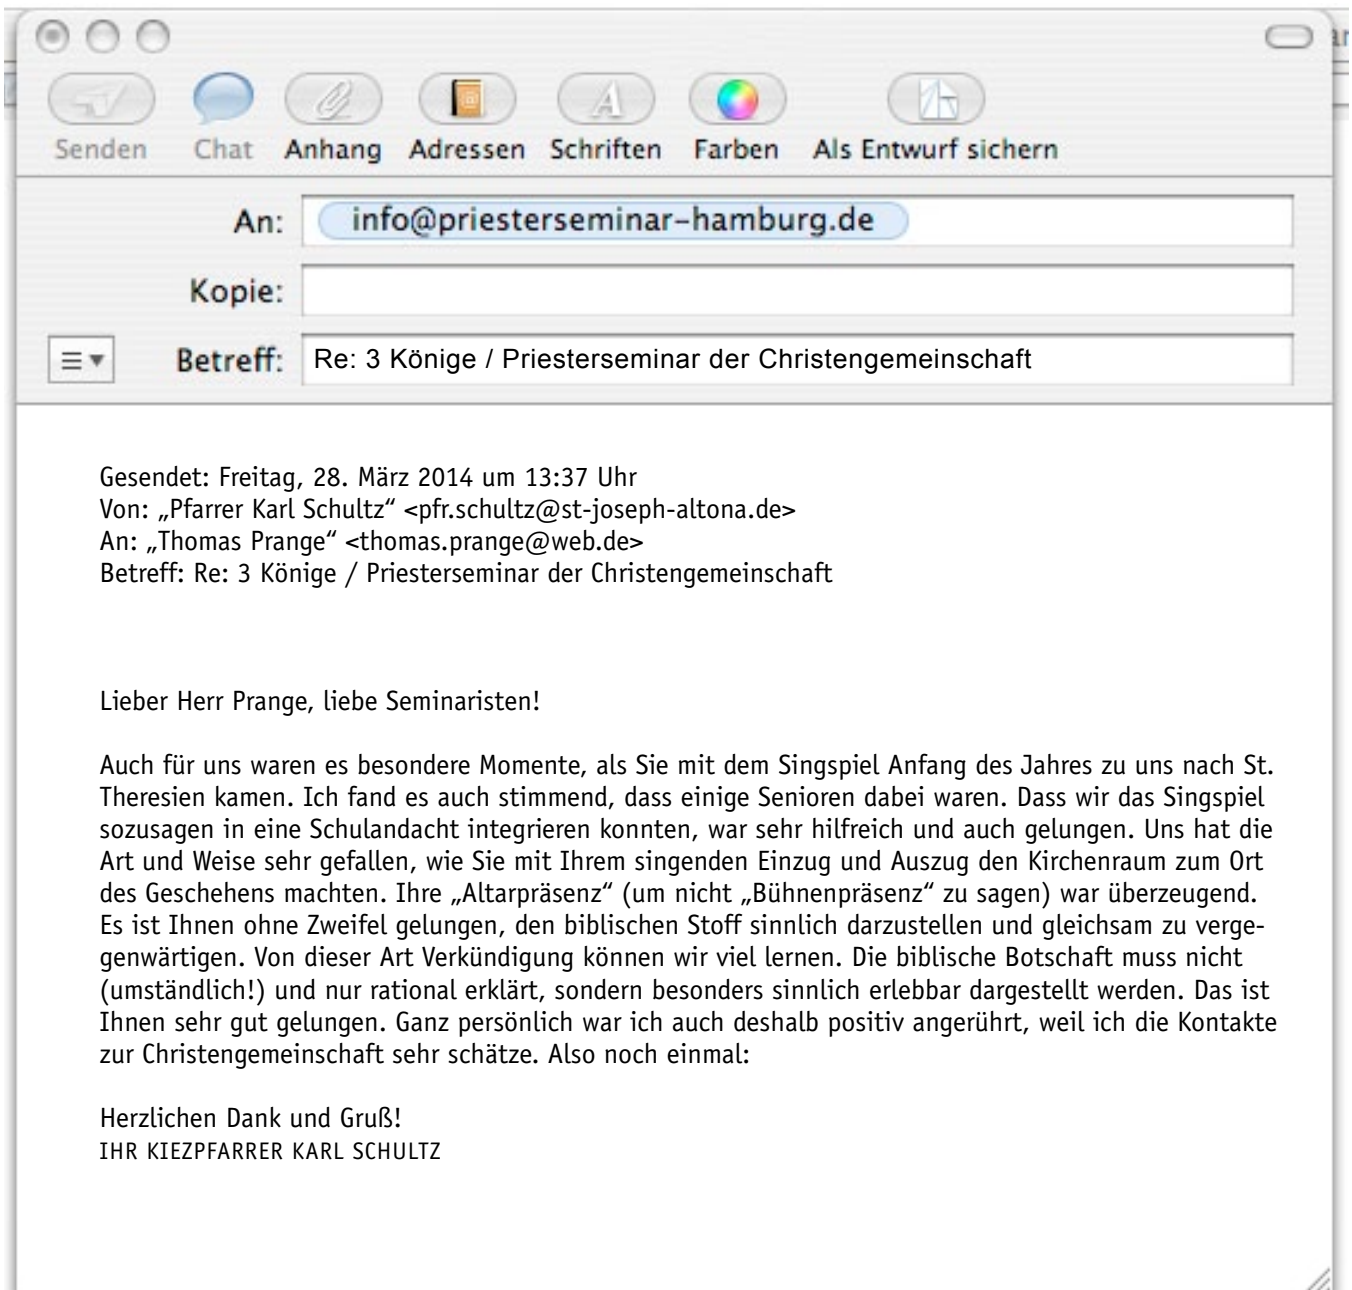 Senden Chat Anhang Adressen Schriften Farben Als Entwurf sichern
An: info@priesterseminar-hamburg.de
Kopie:
Betreff: Re: 3 Könige / Priesterseminar der Christengemeinschaft
Gesendet: Freitag, 28. März 2014 um 13:37 Uhr
Von: „Pfarrer Karl Schultz“ <pfr.schultz@st-joseph-altona.de>
An: „Thomas Prange“ <thomas.prange@web.de>
Betreff: Re: 3 Könige / Priesterseminar der Christengemeinschaft
Lieber Herr Prange, liebe Seminaristen!
Auch für uns waren es besondere Momente, als Sie mit dem Singspiel Anfang des Jahres zu uns nach St.
Theresien kamen. Ich fand es auch stimmend, dass einige Senioren dabei waren. Dass wir das Singspiel
sozusagen in eine Schulandacht integrieren konnten, war sehr hilfreich und auch gelungen. Uns hat die
Art und Weise sehr gefallen, wie Sie mit Ihrem singenden Einzug und Auszug den Kirchenraum zum Ort
des Geschehens machten. Ihre „Altarpräsenz“ (um nicht „Bühnenpräsenz“ zu sagen) war überzeugend.
Es ist Ihnen ohne Zweifel gelungen, den biblischen Stoff sinnlich darzustellen und gleichsam zu verge-
genwärtigen. Von dieser Art Verkündigung können wir viel lernen. Die biblische Botschaft muss nicht
(umständlich!) und nur rational erklärt, sondern besonders sinnlich erlebbar dargestellt werden. Das ist
Ihnen sehr gut gelungen. Ganz persönlich war ich auch deshalb positiv angerührt, weil ich die Kontakte
zur Christengemeinschaft sehr schätze. Also noch einmal:
Herzlichen Dank und Gruß!
IHR KIEZPFARRER KARL SCHULTZ